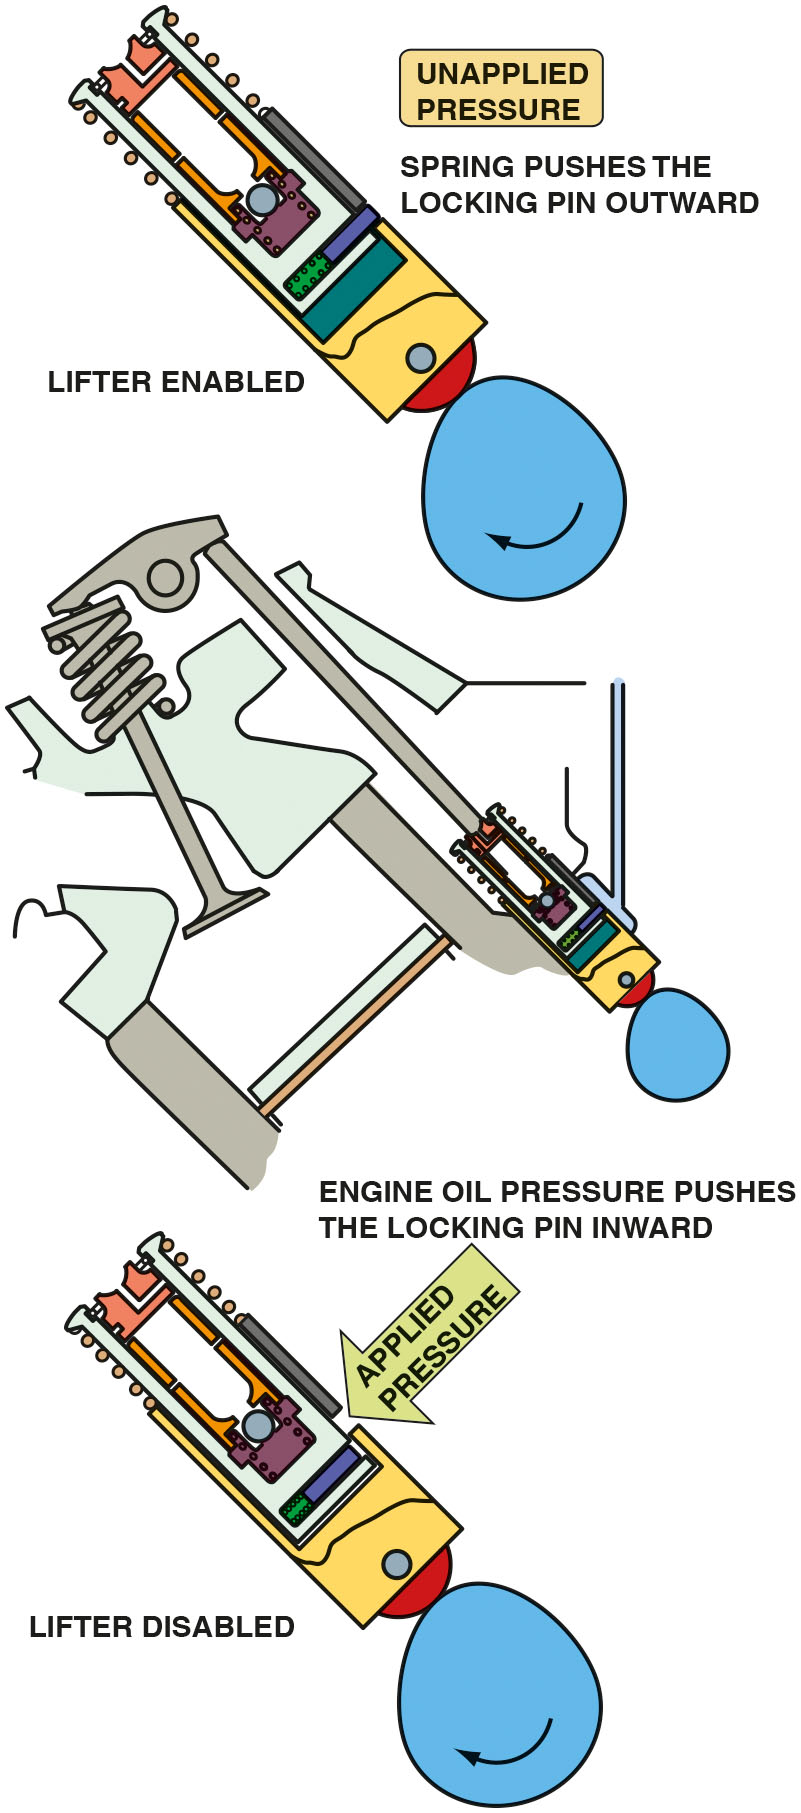 UNAPPLIED
PRESSURE
SPRING PUSHES THE
LOCKING PIN OUTWARD
LIFTER ENABLED
ENGINE OIL PRESSURE PUSHES
THE LOCKING PIN INWARD
APPLIED
PRESSURE
LIFTER DISABLED